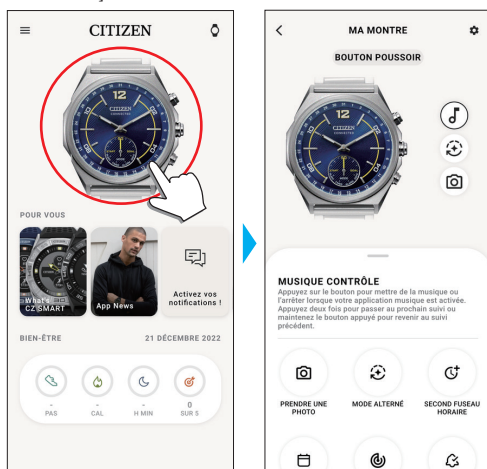 CITIZEN
12
CITIZEN
POUR VOUS
What's
CZ SMART
App News
Activez vos
notifications !
BIEN-ÊTRE
21 DÉCEMBRE 2022
-
PAS
-
CAL
-
H MIN
0
SUR 5
MA MONTRE
BOUTON POUSSOIR
12
CITIZEN
MUSIQUE CONTRÔLE
Appuyez sur le bouton pour mettre de la musique ou
l'arrêter lorsque votre application musique est activée.
Appuyez deux fois pour passer au prochain suivi ou
maintenez le bouton appuyé pour revenir au suivi
précédent.
PRENDRE UNE
PHOTO
MODE ALTERNÉ
SECOND FUSEAU
HORAIRE